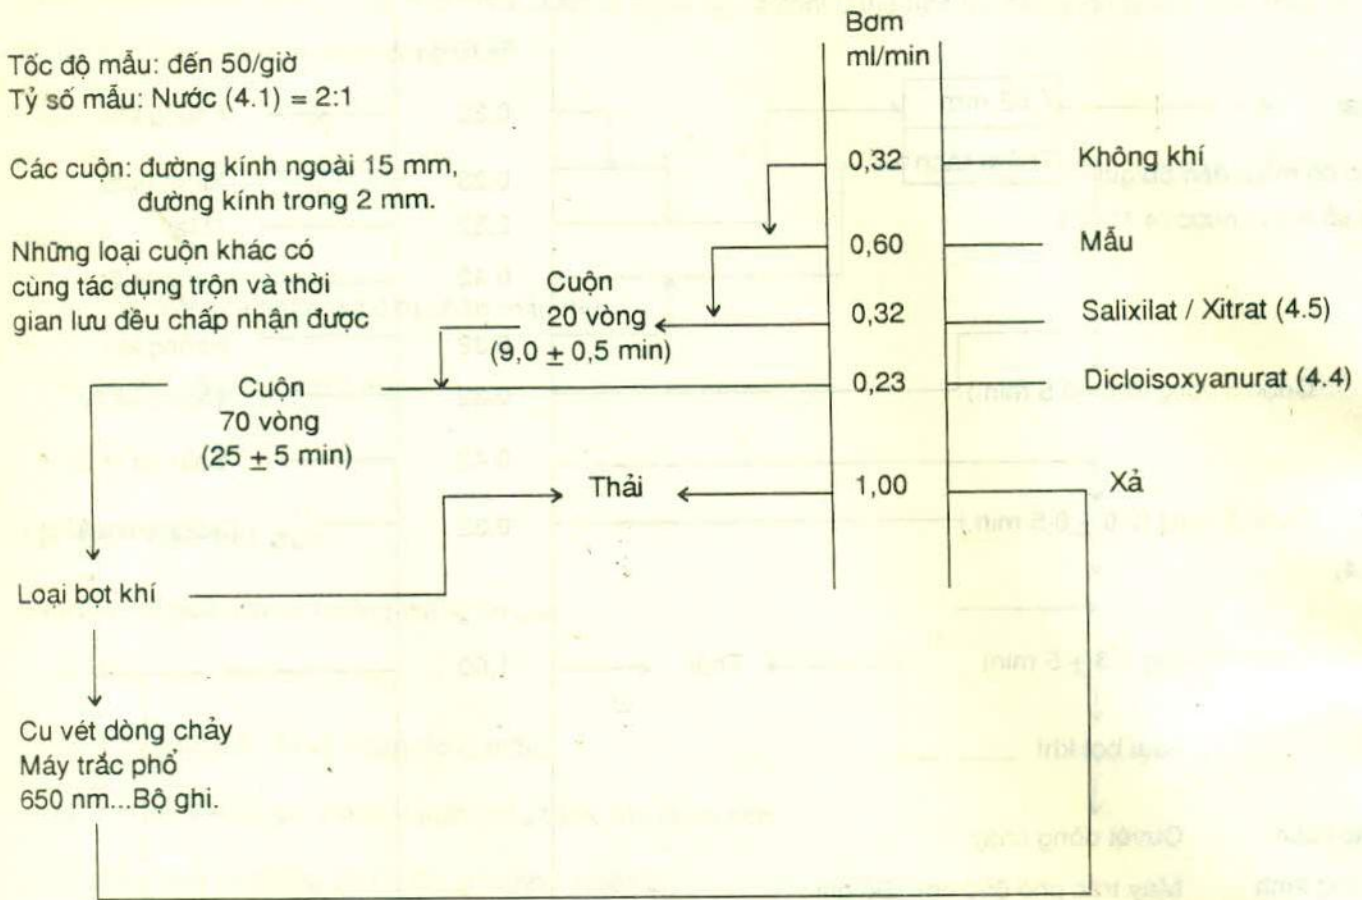 Bơm
ml/min
Tốc độ mẫu: đến 50/giờ
Tỷ số mẫu: Nước (4.1) = 2:1
Các cuộn: đường kính ngoài 15 mm,
đường kính trong 2 mm.
Những loại cuộn khác có
cùng tác dụng trộn và thời
gian lưu đều chấp nhận được
0,32 Không khí
0,60 Mẫu
Cuộn
20 vòng
(9,0 ± 0,5 min)
0,32 Salixilat / Xitrat (4.5)
0,23 Dicloisoxyanurat (4.4)
Cuộn
70 vòng
(25 ± 5 min)
Thải 1,00 Xả
Loại bọt khí
Cu vét dòng chảy
Máy trắc phổ
650 nm...Bộ ghi.